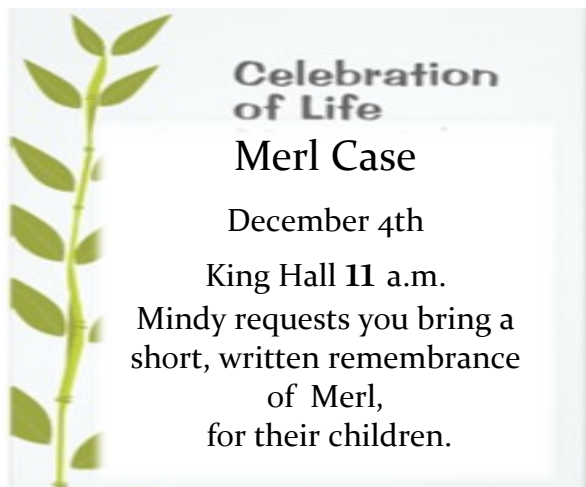 Celebration
of Life
Merl Case
December 4th
King Hall 11 a.m.
Mindy requests you bring a
short, written remembrance
of Merl,
for their children.